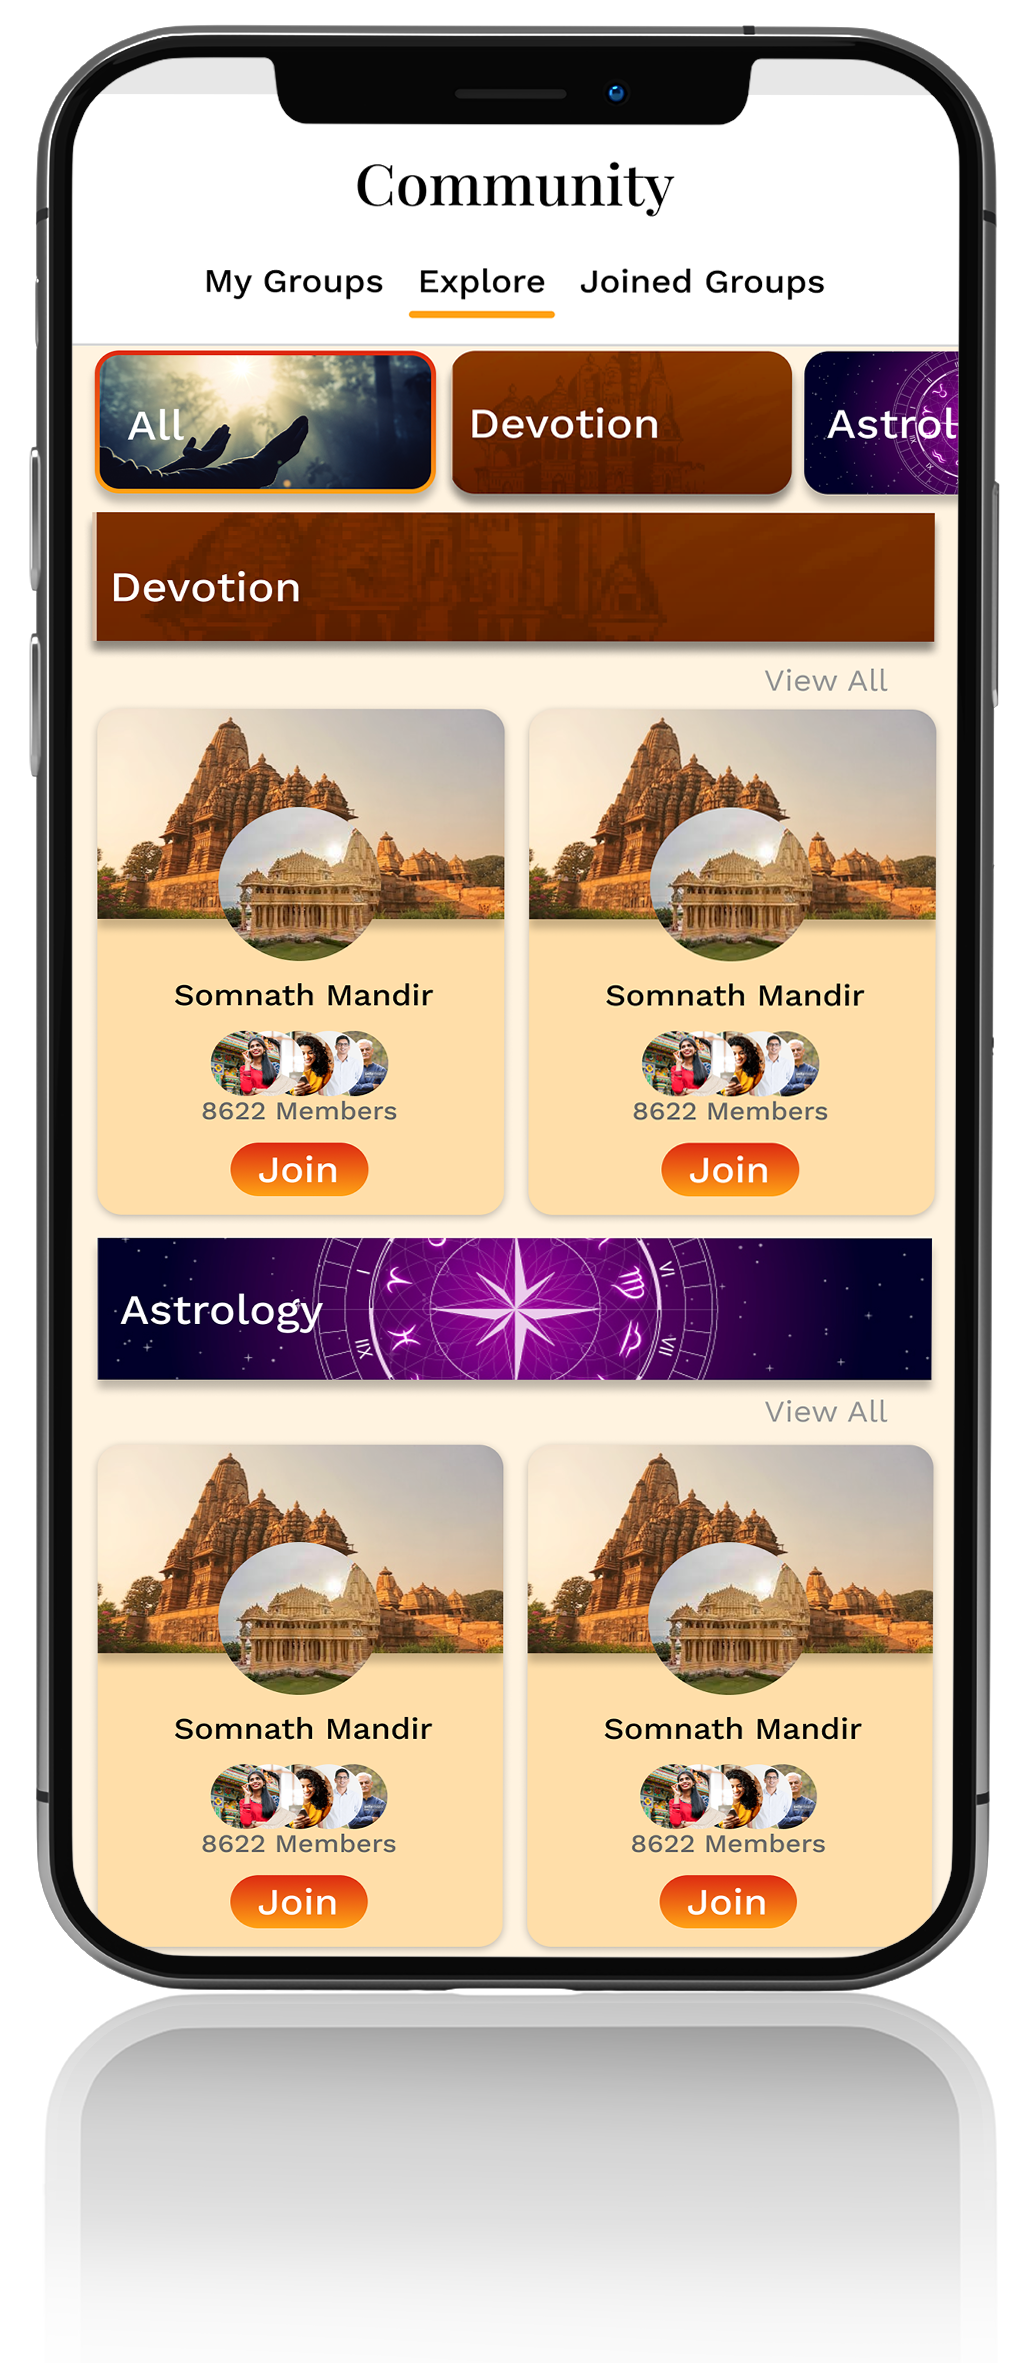 Community
My Groups Explore Joined Groups
All Devotion Astrol
Devotion
View All
Somnath Mandir Somnath Mandir
8622 Members 8622 Members
Join Join
Astrology
View All
Somnath Mandir Somnath Mandir
8622 Members 8622 Members
Join Join